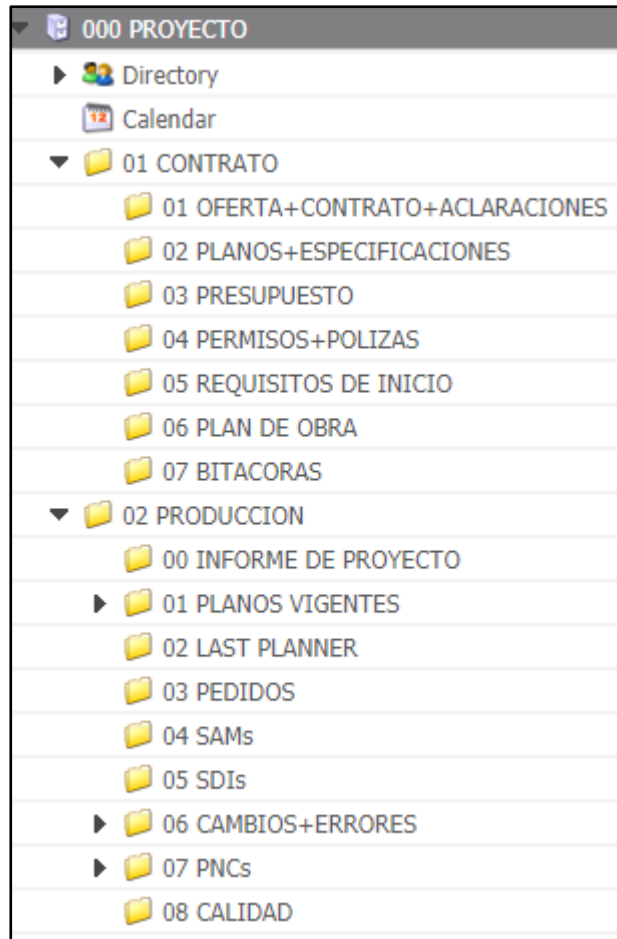 000 PROYECTO
Directory
12 Calendar
01 CONTRATO
01 OFERTA+CONTRATO+ACLARACIONES
02 PLANOS+ESPECIFICACIONES
03 PRESUPUESTO
04 PERMISOS+POLIZAS
05 REQUISITOS DE INICIO
06 PLAN DE OBRA
07 BITACORAS
02 PRODUCCION
00 INFORME DE PROYECTO
01 PLANOS VIGENTES
02 LAST PLANNER
03 PEDIDOS
04 SAMs
05 SDIs
06 CAMBIOS+ERRORES
07 PNCs
08 CALIDAD